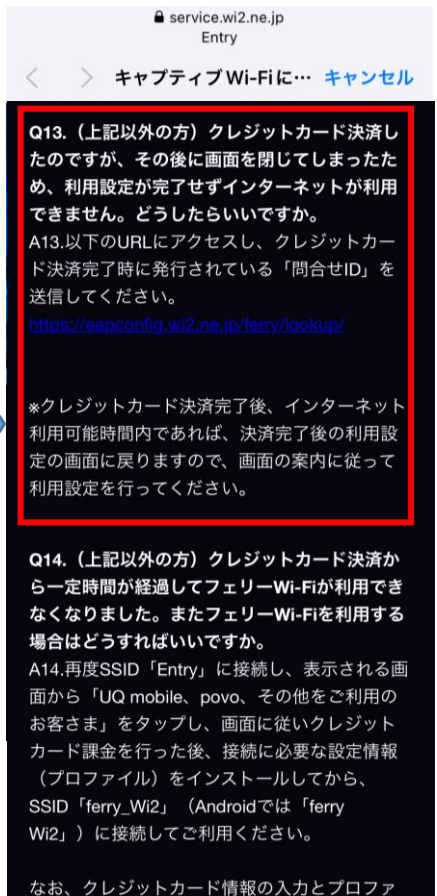 service.wi2.ne.jp
Entry
キャプティブ Wi-Fi に… キャンセル
Q13.（上記以外の方）クレジットカード決済し
たのですが、その後に画面を閉じてしまったた
め、利用設定が完了せずインターネットが利用
できません。どうしたらいいですか。
A13.以下のURLにアクセスし、クレジットカー
ド決済完了時に発行されている「問合せID」を
送信してください。
https://eapconfig.wi2.ne.jp/ferry/lookup/
※クレジットカード決済完了後、インターネット
利用可能時間内であれば、決済完了後の利用設
定の画面に戻りますので、画面の案内に従って
利用設定を行ってください。
Q14.（上記以外の方）クレジットカード決済か
ら一定時間が経過してフェリーWi-Fiが利用でき
なくなりました。またフェリーWi-Fiを利用する
場合はどうすればいいですか。
A14.再度SSID「Entry」に接続し、表示される画
面から「UQ mobile、povo、その他をご利用の
お客さま」をタップし、画面に従いクレジット
カード課金を行った後、接続に必要な設定情報
（プロファイル）をインストールしてから、
SSID「ferry_Wi2」（Androidでは「ferry
Wi2」）に接続してご利用ください。
なお、クレジットカード情報の入力とプロファ